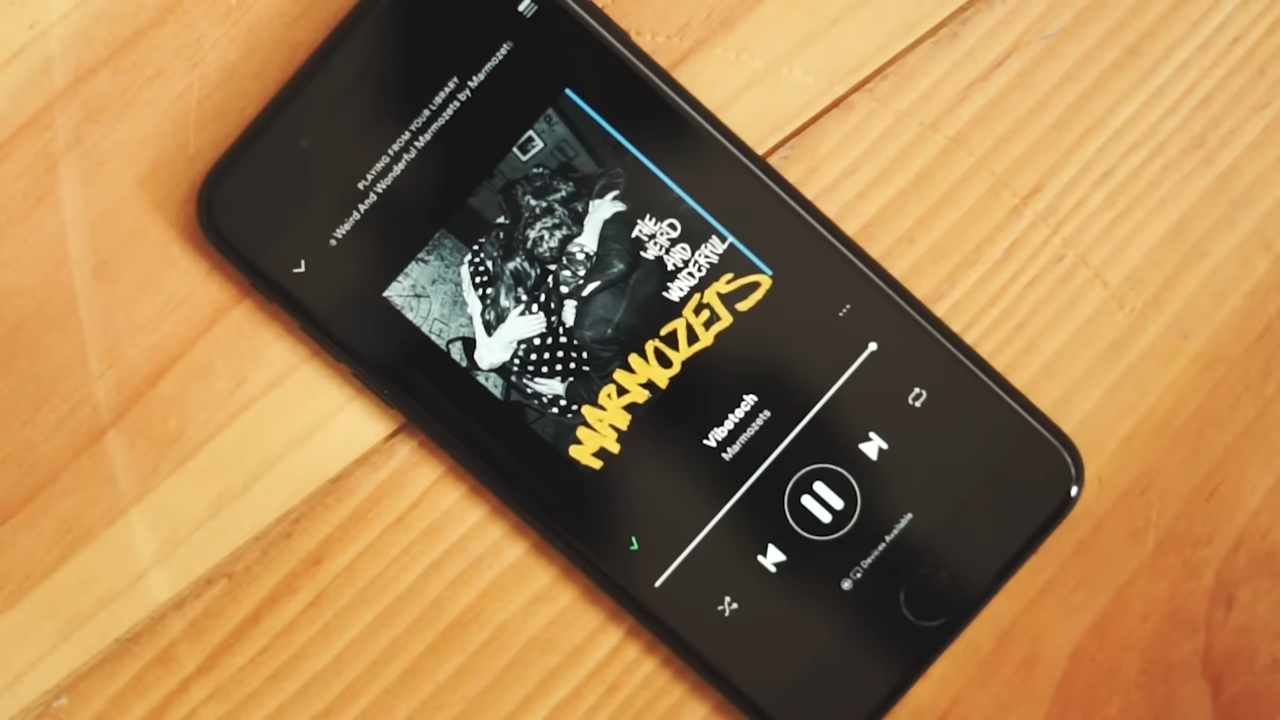 PLAYING FROM YOUR LIBRARY
e Weird And Wonderful Marmozets by Marmozets
THE
WEIRD
AND
WONDERFUL
MARMOZETS
Vibetech
Marmozets
Devices Available